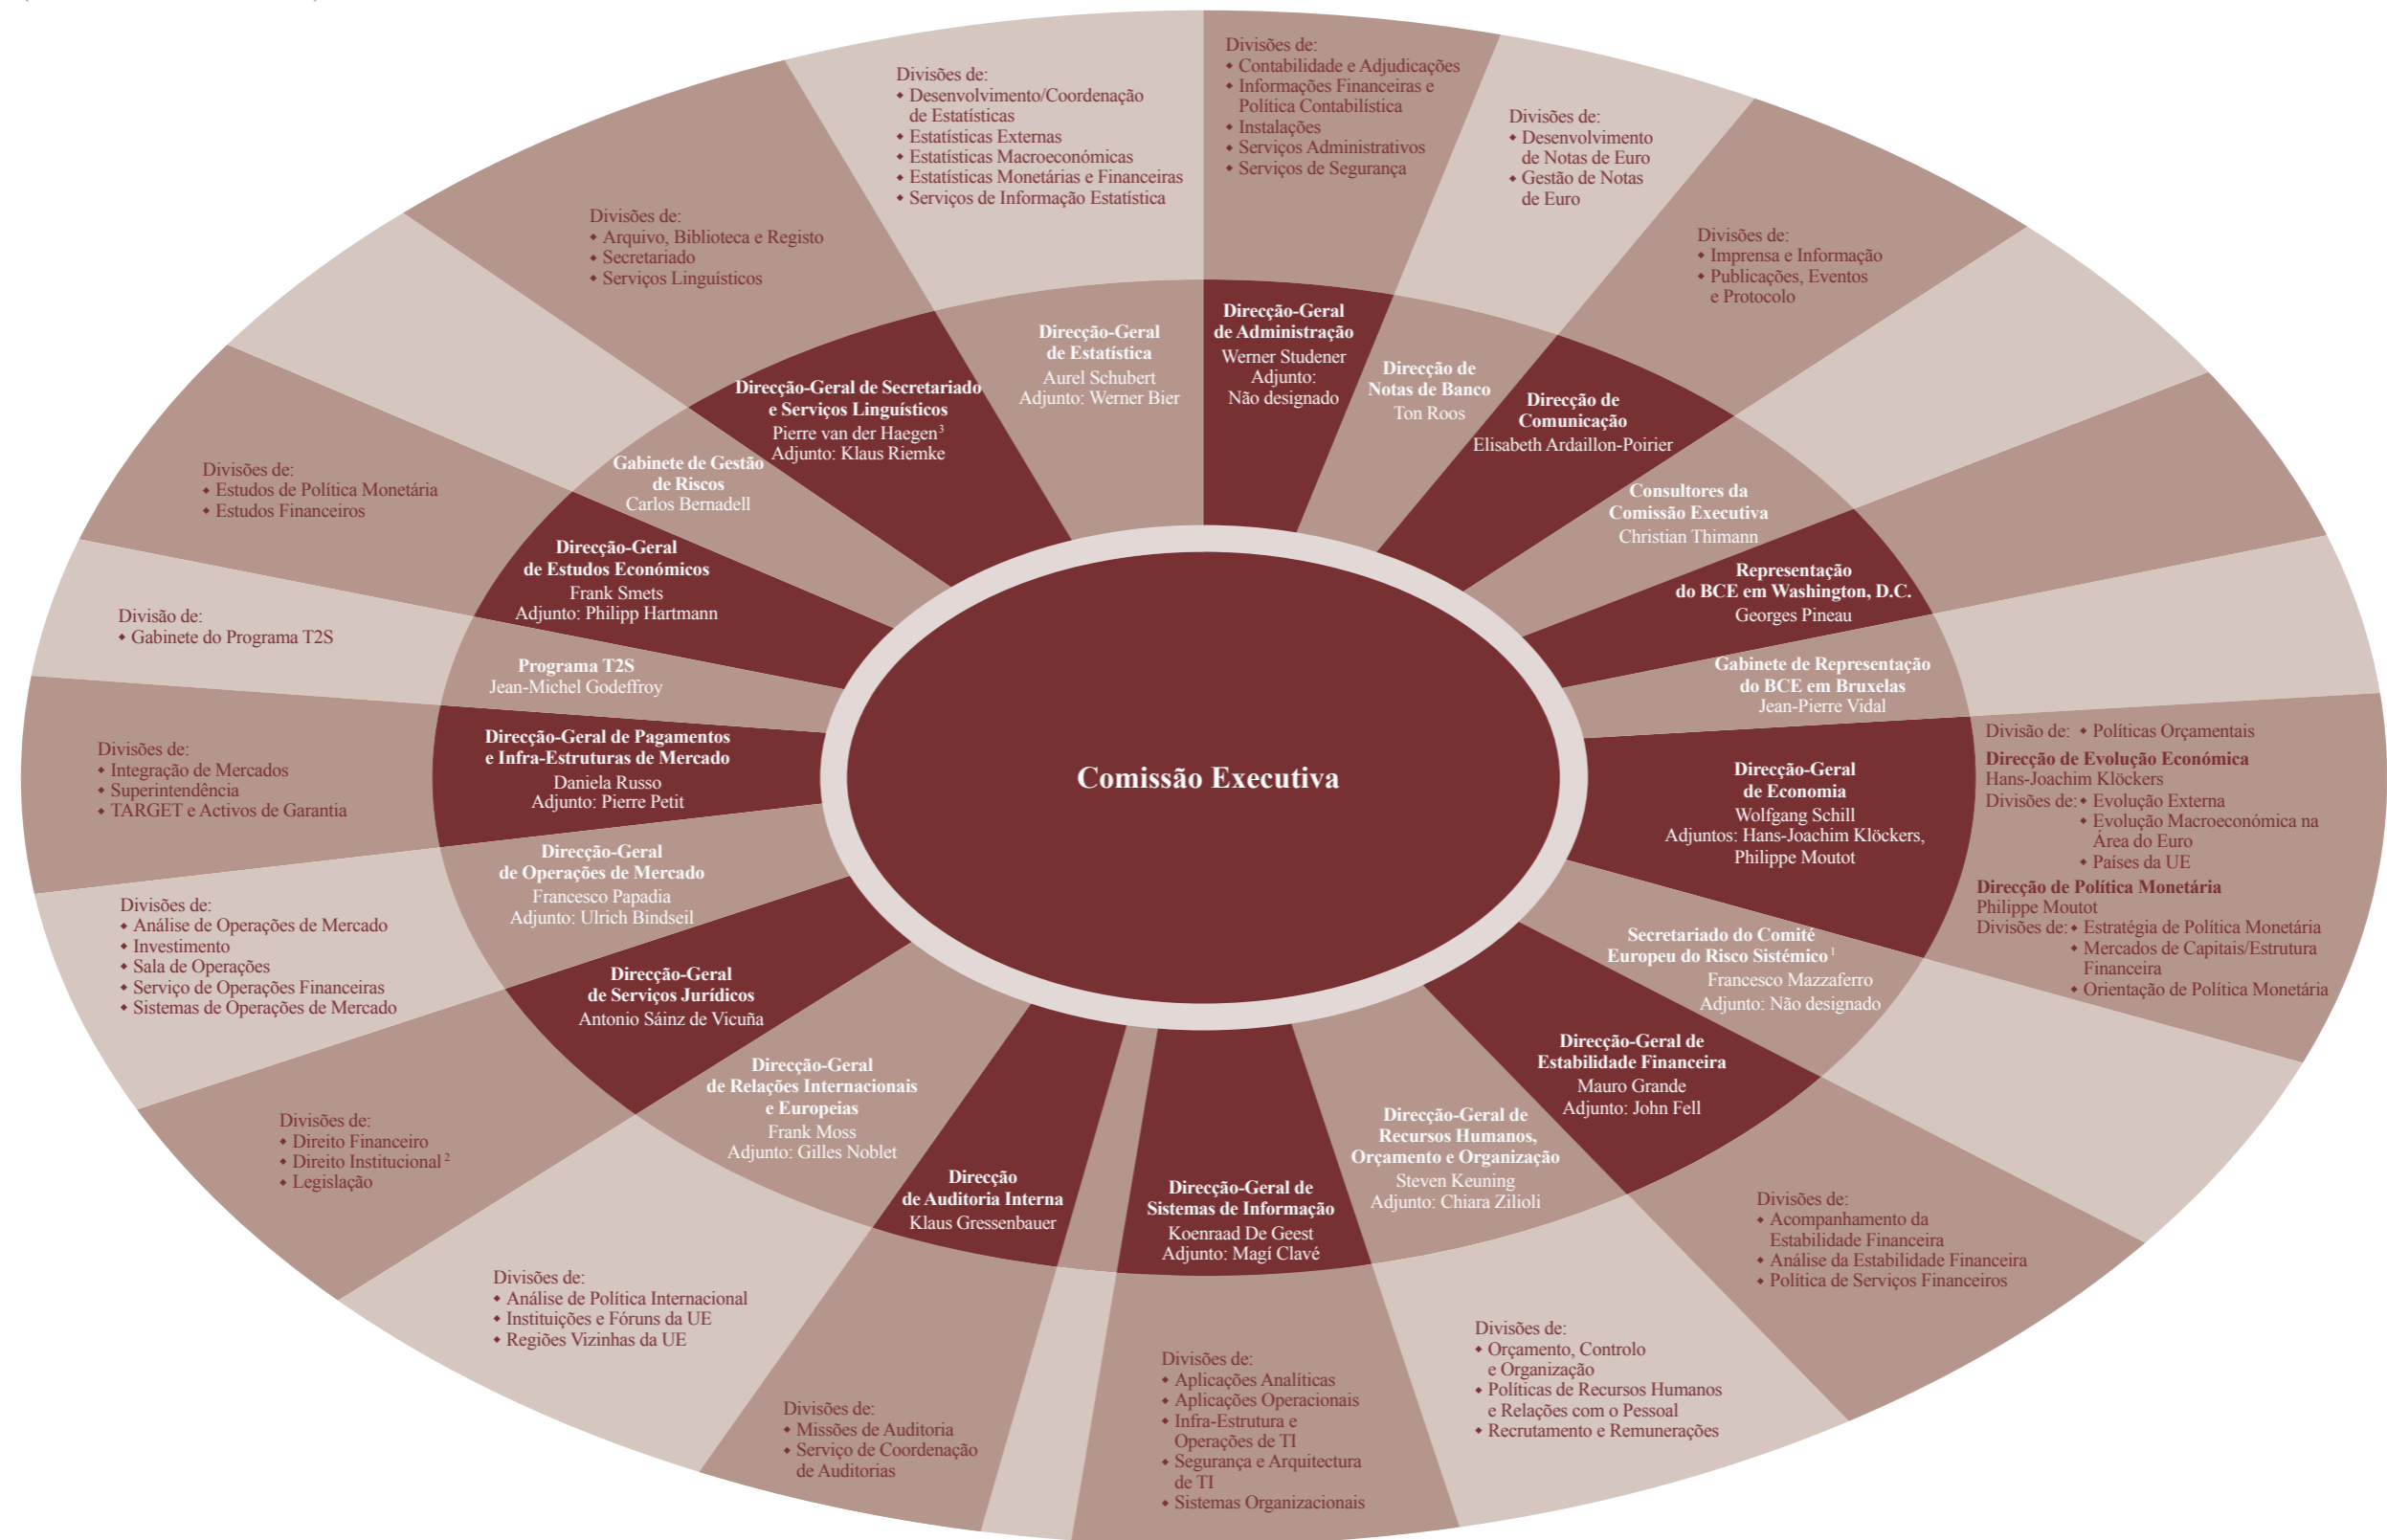 Comissão Executiva
Direcção-Geral
de Administração
Werner Studener
Adjunto:
Não designado
Divisões de:
◆ Contabilidade e Adjudicações
◆ Informações Financeiras e
Política Contabilística
◆ Instalações
◆ Serviços Administrativos
◆ Serviços de Segurança
Direcção de
Notas de Banco
Ton Roos
Divisões de:
◆ Desenvolvimento
de Notas de Euro
◆ Gestão de Notas
de Euro
Direcção de
Comunicação
Elisabeth Ardaillon-Poirier
Divisões de:
◆ Imprensa e Informação
◆ Publicações, Eventos
e Protocolo
Consultores da
Comissão Executiva
Christian Thimann
Representação
do BCE em Washington, D.C.
Georges Pineau
Gabinete de Representação
do BCE em Bruxelas
Jean-Pierre Vidal
Direcção-Geral
de Economia
Wolfgang Schill
Adjuntos: Hans-Joachim Klöckers,
Philippe Moutot
Divisão de: ◆ Políticas Orçamentais
Direcção de Evolução Económica
Hans-Joachim Klöckers
Divisões de: ◆ Evolução Externa
◆ Evolução Macroeconómica na
Área do Euro
◆ Países da UE
Direcção de Política Monetária
Philippe Moutot
Divisões de: ◆ Estratégia de Política Monetária
◆ Mercados de Capitais/Estrutura
Financeira
◆ Orientação de Política Monetária
Secretariado do Comité
Europeu do Risco Sistémico 1
Francesco Mazzaferro
Adjunto: Não designado
Direcção-Geral de
Estabilidade Financeira
Mauro Grande
Adjunto: John Fell
Divisões de:
◆ Acompanhamento da
Estabilidade Financeira
◆ Análise da Estabilidade Financeira
◆ Política de Serviços Financeiros
Direcção-Geral de
Recursos Humanos,
Orçamento e Organização
Steven Keuning
Adjunto: Chiara Zilioli
Divisões de:
◆ Orçamento, Controlo
e Organização
◆ Políticas de Recursos Humanos
e Relações com o Pessoal
◆ Recrutamento e Remunerações
Direcção-Geral de
Sistemas de Informação
Koenraad De Geest
Adjunto: Magí Clavé
Divisões de:
◆ Aplicações Analíticas
◆ Aplicações Operacionais
◆ Infra-Estrutura e
Operações de TI
◆ Segurança e Arquitectura
de TI
◆ Sistemas Organizacionais
Direcção
de Auditoria Interna
Klaus Gressenbauer
Divisões de:
◆ Missões de Auditoria
◆ Serviço de Coordenação
de Auditorias
Direcção-Geral
de Relações Internacionais
e Europeias
Frank Moss
Adjunto: Gilles Noblet
Divisões de:
◆ Análise de Política Internacional
◆ Instituições e Fóruns da UE
◆ Regiões Vizinhas da UE
Direcção-Geral
de Serviços Jurídicos
Antonio Sáinz de Vicuña
Divisões de:
◆ Direito Financeiro
◆ Direito Institucional 2
◆ Legislação
Direcção-Geral
de Operações de Mercado
Francesco Papadia
Adjunto: Ulrich Bindseil
Divisões de:
◆ Análise de Operações de Mercado
◆ Investimento
◆ Sala de Operações
◆ Serviço de Operações Financeiras
◆ Sistemas de Operações de Mercado
Direcção-Geral de Pagamentos
e Infra-Estruturas de Mercado
Daniela Russo
Adjunto: Pierre Petit
Divisões de:
◆ Integração de Mercados
◆ Superintendência
◆ TARGET e Activos de Garantia
Programa T2S
Jean-Michel Godeffroy
Divisão de:
◆ Gabinete do Programa T2S
Direcção-Geral
de Estudos Económicos
Frank Smets
Adjunto: Philipp Hartmann
Divisões de:
◆ Estudos de Política Monetária
◆ Estudos Financeiros
Gabinete de Gestão
de Riscos
Carlos Bernadell
Direcção-Geral de Secretariado
e Serviços Linguísticos
Pierre van der Haegen 3
Adjunto: Klaus Riemke
Divisões de:
◆ Arquivo, Biblioteca e Registo
◆ Secretariado
◆ Serviços Linguísticos
Direcção-Geral
de Estatística
Aurel Schubert
Adjunto: Werner Bier
Divisões de:
◆ Desenvolvimento/Coordenação
de Estatísticas
◆ Estatísticas Externas
◆ Estatísticas Macroeconómicas
◆ Estatísticas Monetárias e Financeiras
◆ Serviços de Informação Estatística